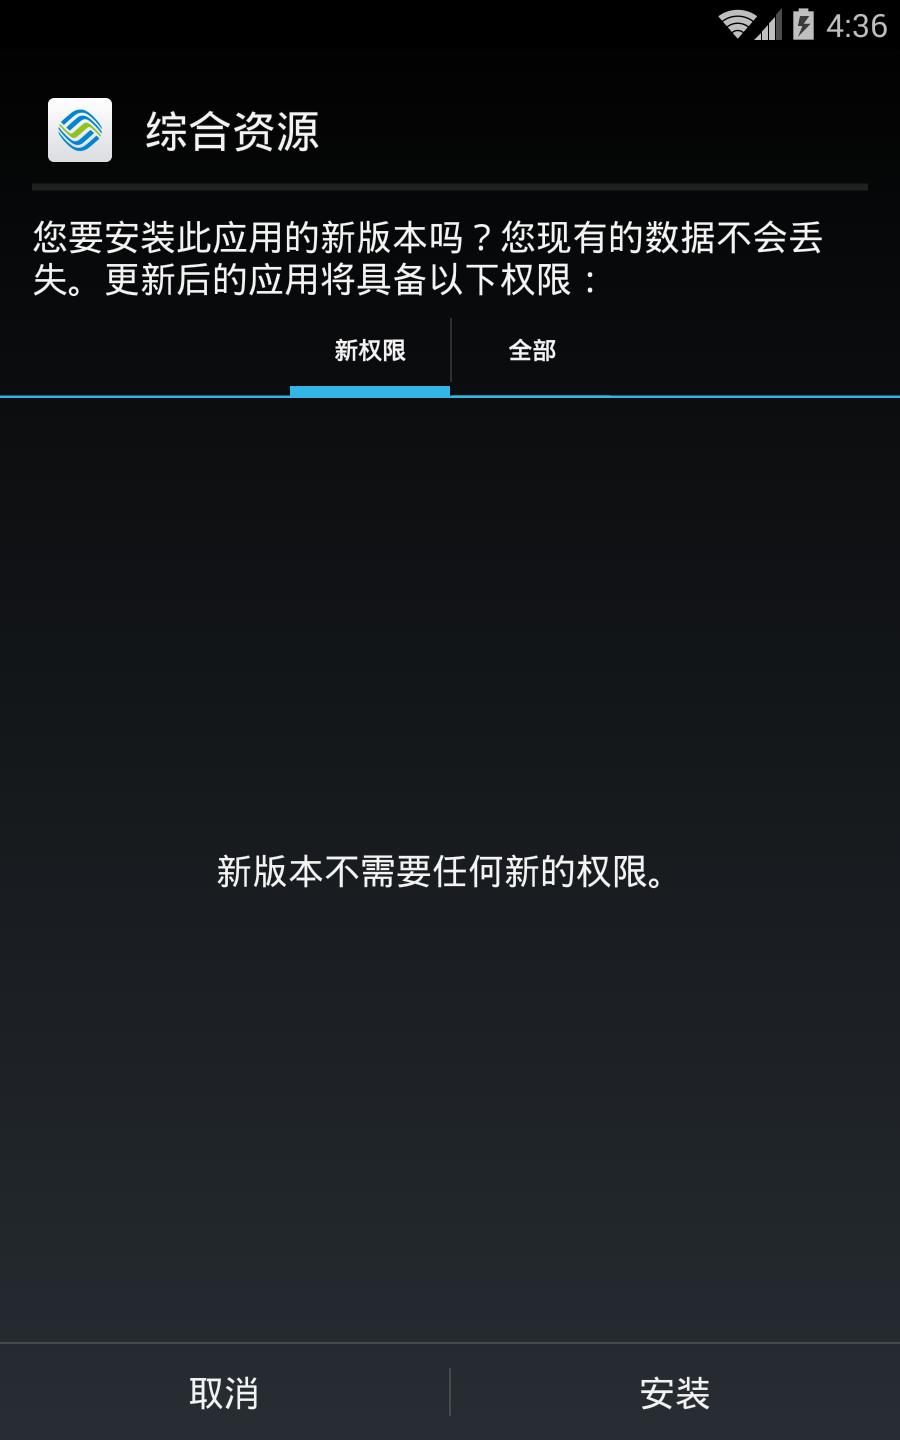 4:36
综合资源
您要安装此应用的新版本吗？您现有的数据不会丢
失。更新后的应用将具备以下权限：
新权限
全部
新版本不需要任何新的权限。
取消
安装